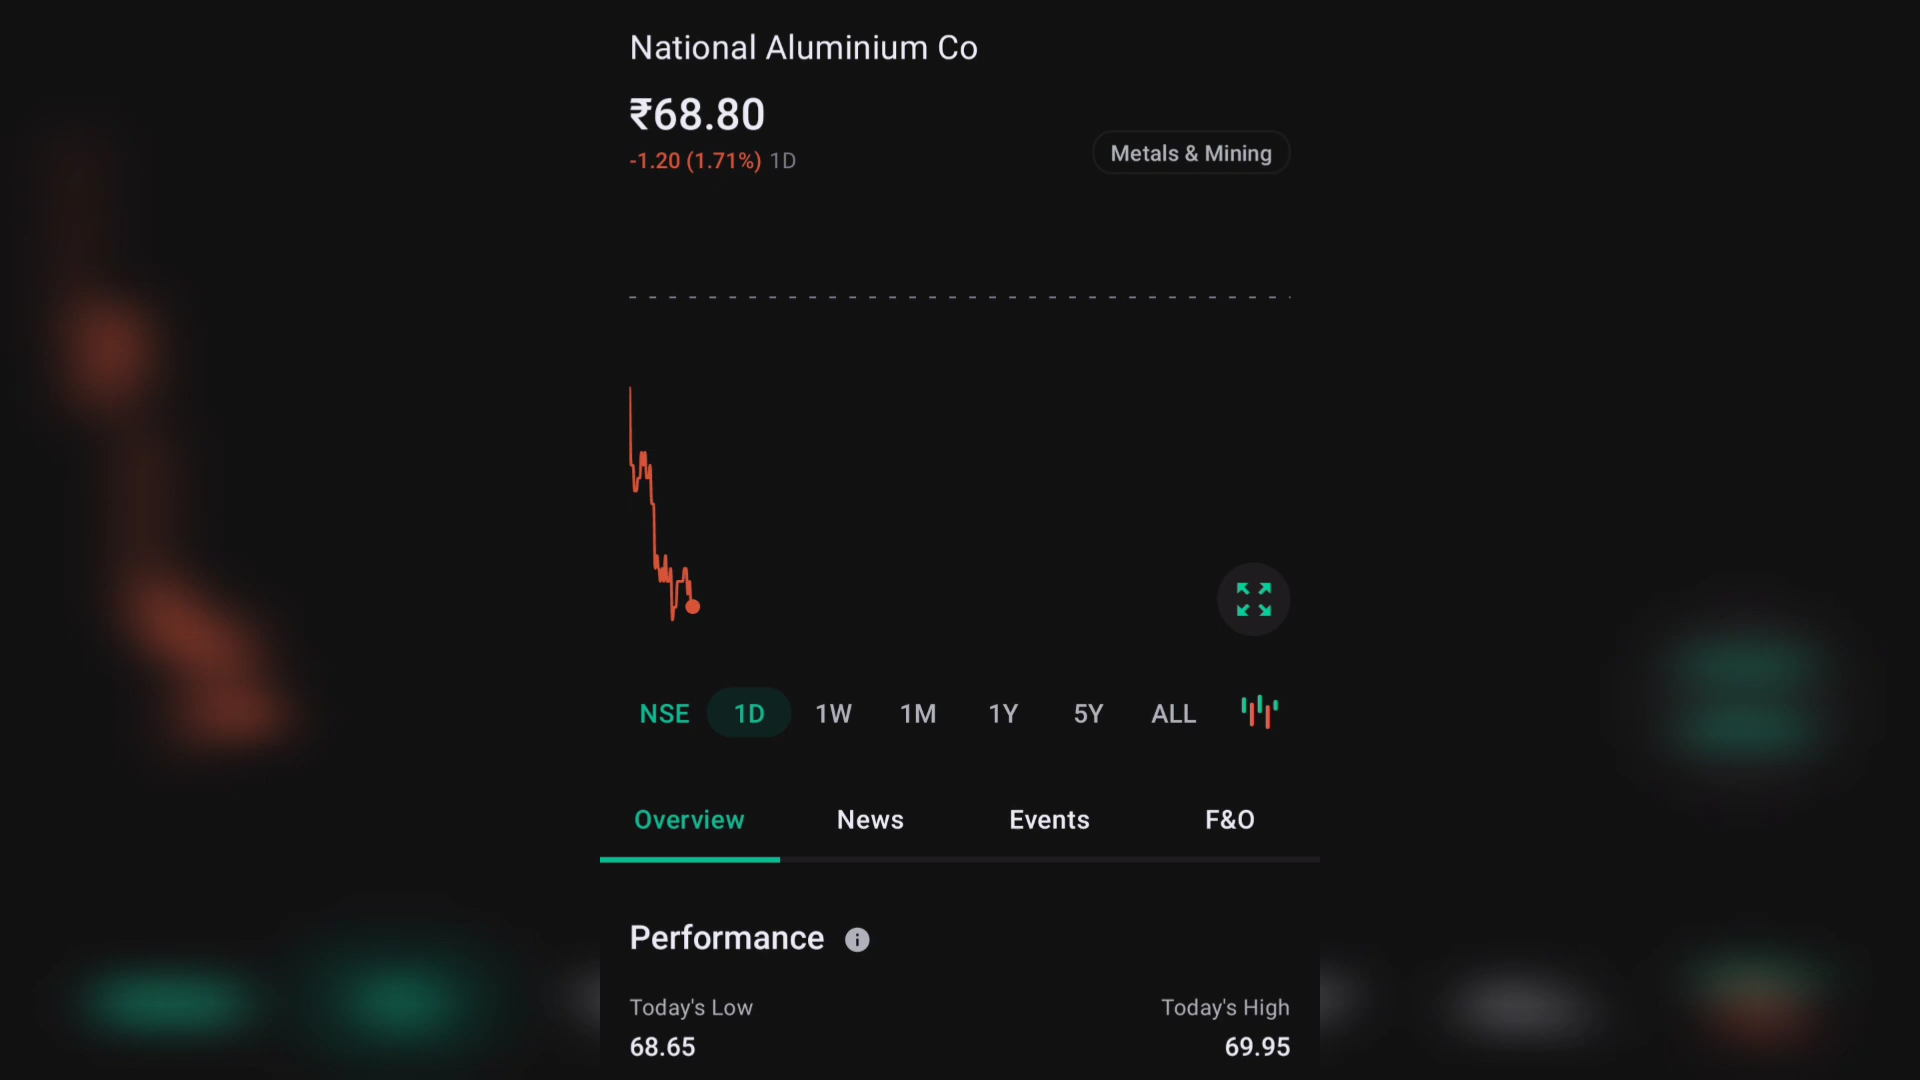 National Aluminium Co
₹68.80
-1.20 (1.71%) 1D
Metals & Mining
NSE 1D 1W 1M 1Y 5Y ALL
Overview News Events F&O
Performance
Today's Low Today's High
68.65 69.95